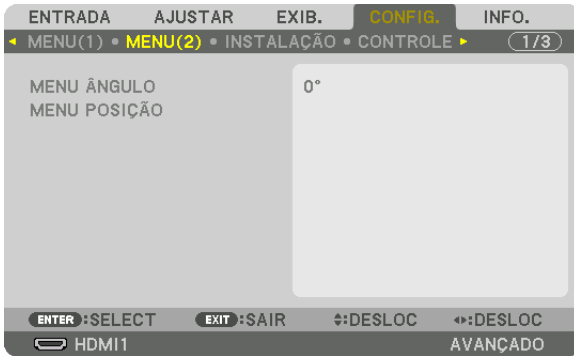 ENTRADA AJUSTAR EXIB. CONFIG. INFO.
MENU(1) • MENU(2) • INSTALAÇÃO • CONTROLE 1/3
MENU ÂNGULO 0°
MENU POSIÇÃO
ENTER :SELECT EXIT :SAIR :DESLOC :DESLOC
HDMI1 AVANÇADO